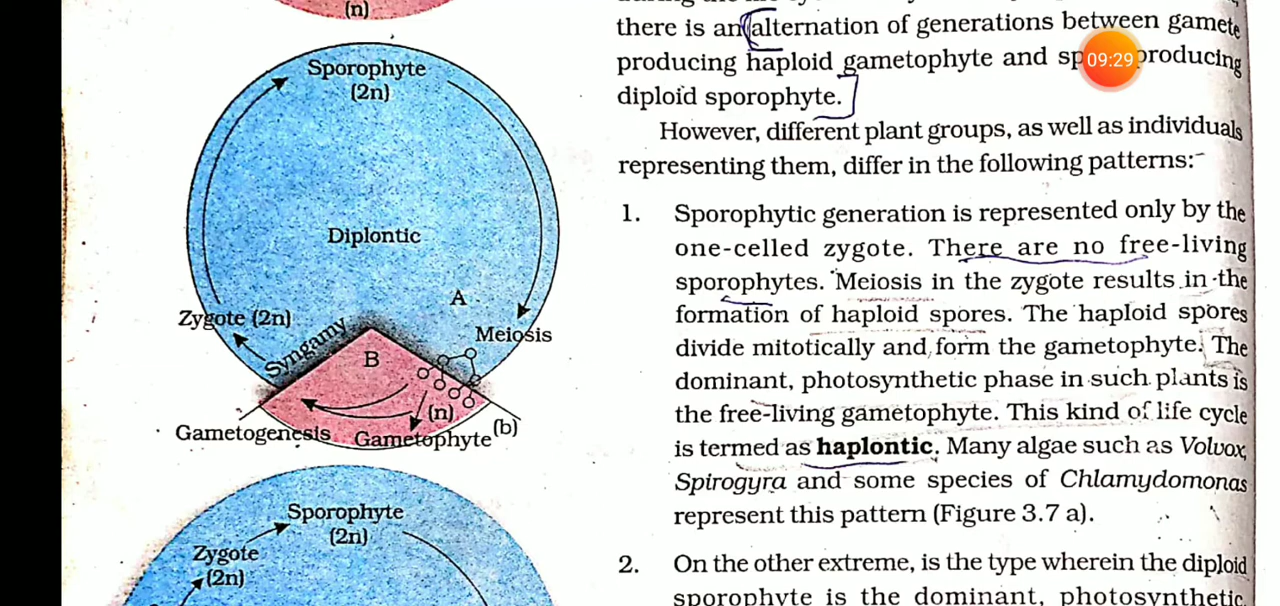 (n)
Sporophyte
(2n)
Diplontic
A
Zygote (2n)
Syngamy
Meiosis
B
(n)
Gametogenesis
Gametophyte
(b)
Sporophyte
(2n)
Zygote
(2n)
there is an alternation of generations between gamete
producing haploid gametophyte and producing
09:29
diploid sporophyte.
However, different plant groups, as well as individuals
representing them, differ in the following patterns:
1. Sporophytic generation is represented only by the
one-celled zygote. There are no free-living
sporophytes. Meiosis in the zygote results in the
formation of haploid spores. The haploid spores
divide mitotically and form the gametophyte. The
dominant, photosynthetic phase in such plants is
the free-living gametophyte. This kind of life cycle
is termed as haplontic. Many algae such as Volvox,
Spirogyra and some species of Chlamydomonas
represent this pattern (Figure 3.7 a).
2. On the other extreme, is the type wherein the diploid
sporophyte is the dominant, photosynthetic,